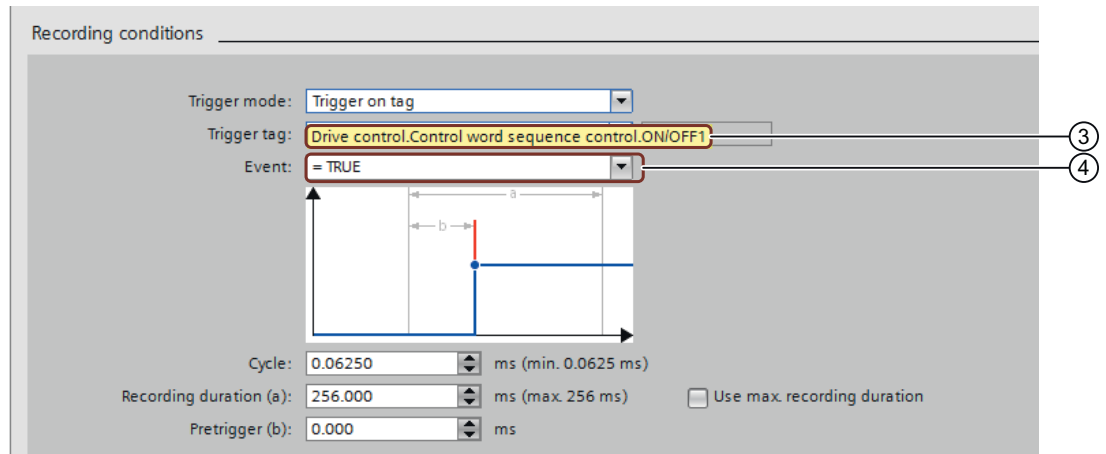 Recording conditions
Trigger mode: Trigger on tag
Trigger tag: Drive control.Control word sequence control.ON/OFF1 3
Event: = TRUE 4
a
b
Cycle: 0.06250 ms (min. 0.0625 ms)
Recording duration (a): 256.000 ms (max. 256 ms) Use max. recording duration
Pretrigger (b): 0.000 ms